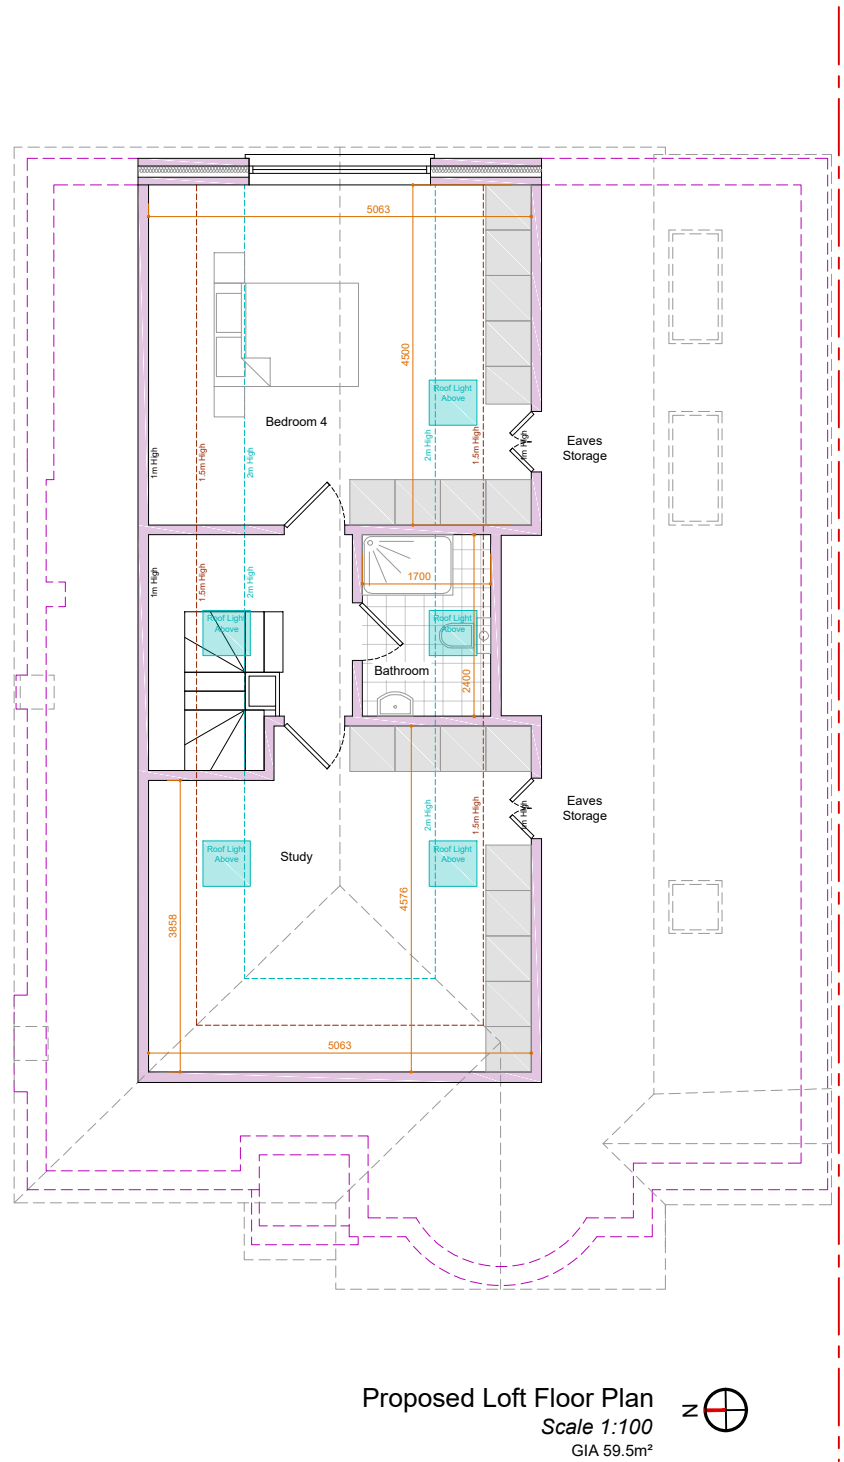 5063
4500
Roof Light
Above
Bedroom 4
1m High
1.5m High
2m High
2m High
1.5m High
1m High
Eaves
Storage
1m High
1.5m High
2m High
1700
Roof Light
Above
Roof Light
Above
Bathroom
2400
2m High
1.5m High
1m High
Eaves
Storage
Roof Light
Above
Study
Roof Light
Above
3858
4576
5063
Proposed Loft Floor Plan
Scale 1:100
GIA 59.5m²
N